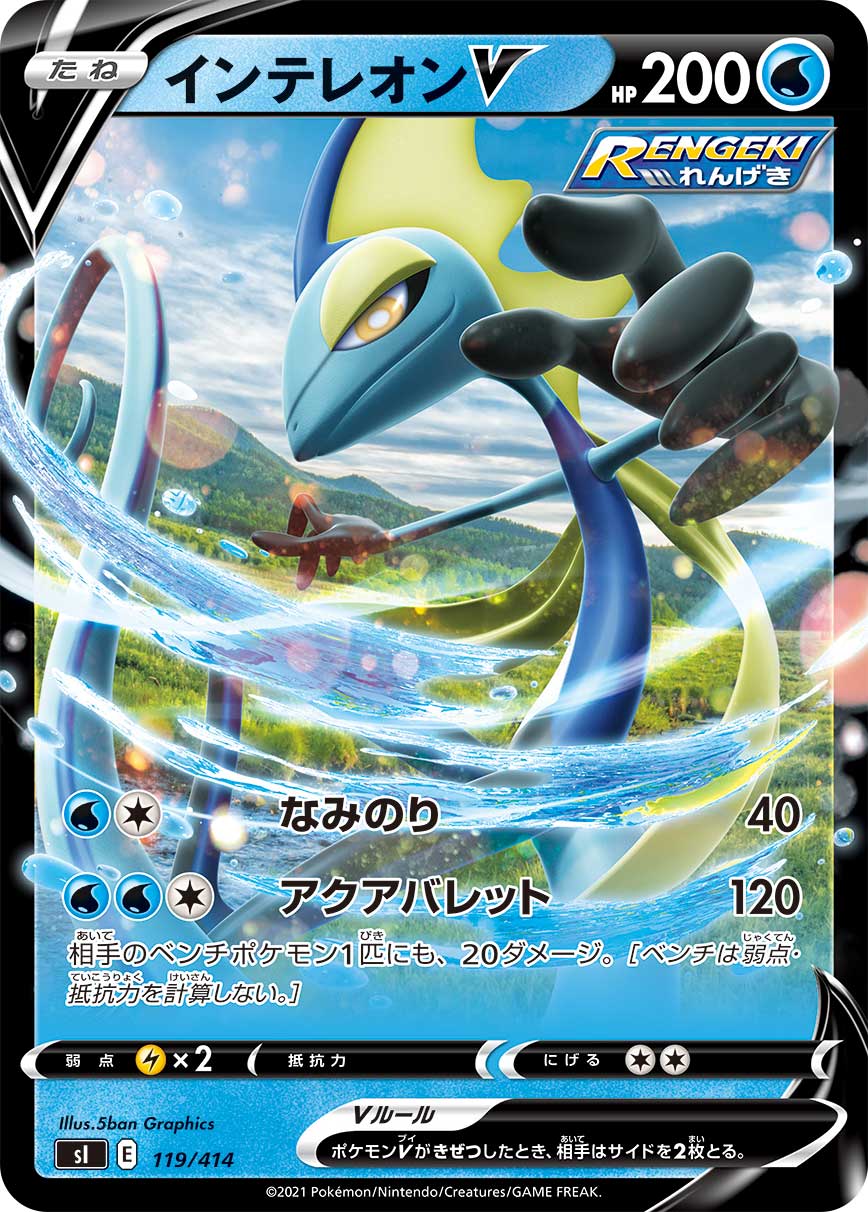 たね
インテレオンV
HP200
RENGEKI
れんげき
なみのり 40
アクアバレット 120
相手のベンチポケモン1匹にも、20ダメージ。[ベンチは弱点・
抵抗力を計算しない。]
弱点 ×2 抵抗力 にげる
Illus.5ban Graphics
Vルール
ポケモンVがきぜつしたとき、相手はサイドを2枚とる。
sI E 119/414
©2021 Pokémon/Nintendo/Creatures/GAME FREAK.